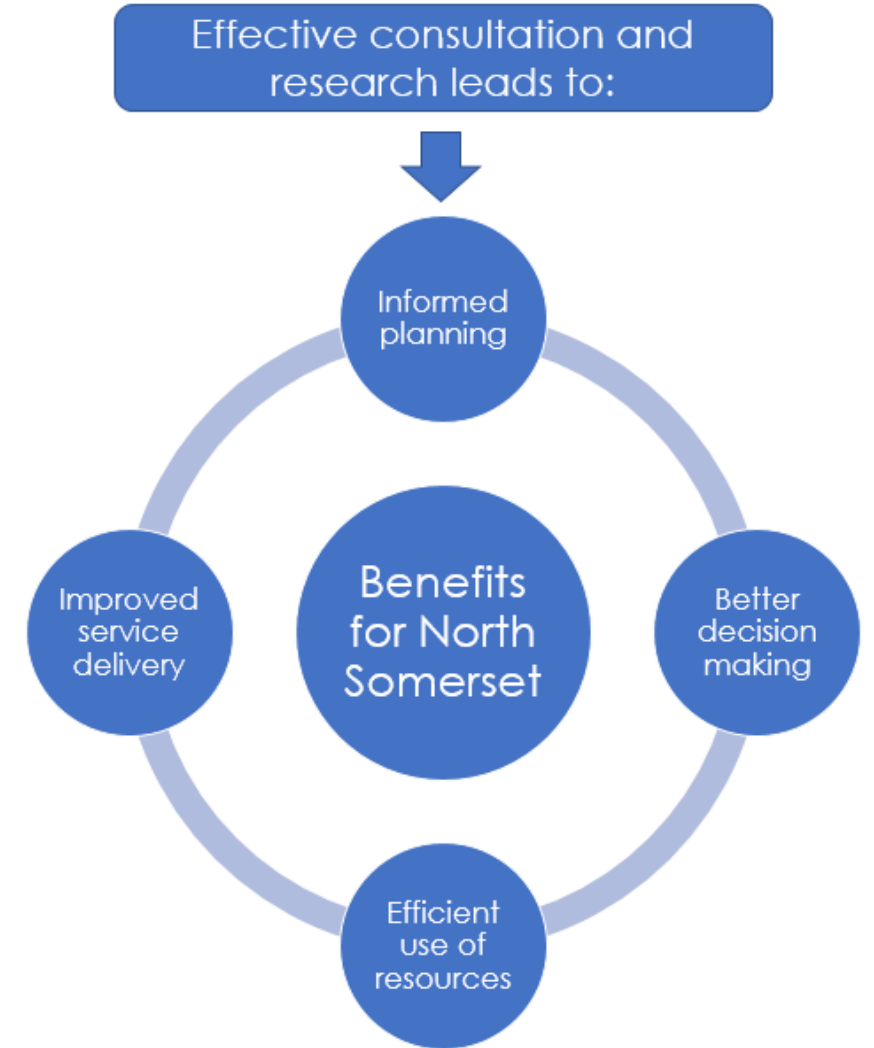 Effective consultation and
research leads to:
Informed
planning
Better
decision
making
Efficient
use of
resources
Improved
service
delivery
Benefits
for North
Somerset